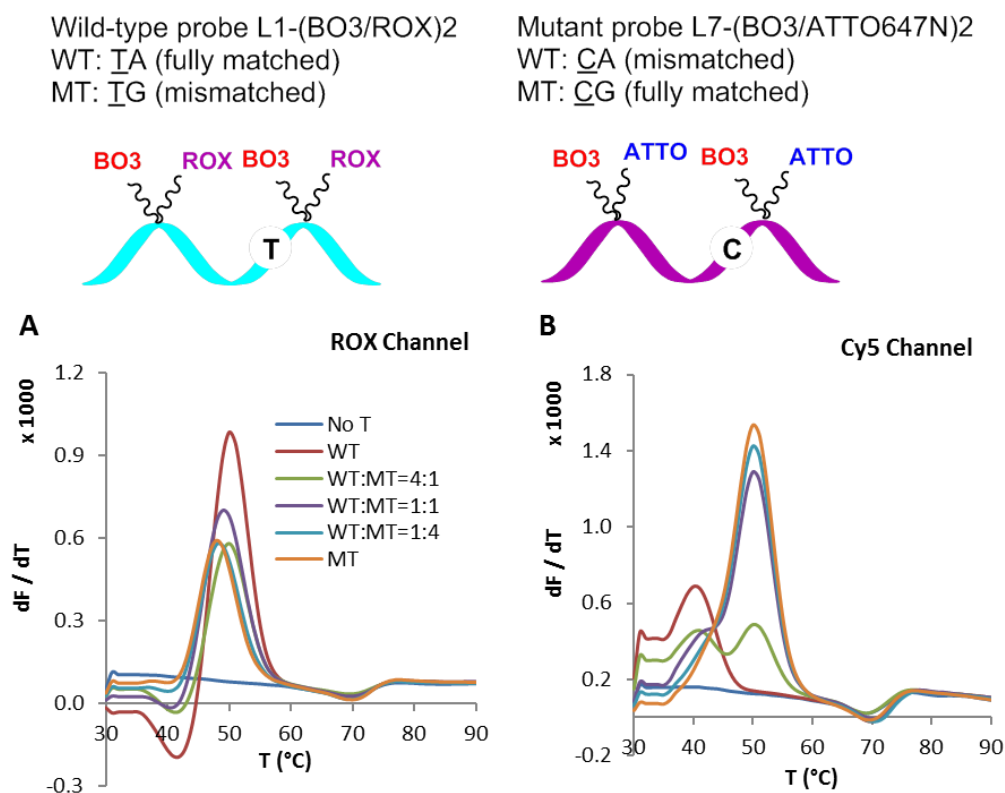 Wild-type probe L1-(BO3/ROX)2
WT: TA (fully matched)
MT: TG (mismatched)
Mutant probe L7-(BO3/ATTO647N)2
WT: CA (mismatched)
MT: CG (fully matched)
BO3 ROX BO3 ROX
T
BO3 ATTO BO3 ATTO
C
A
ROX Channel
x 1000
dF / dT
1.2
0.9
0.6
0.3
0.0
-0.3
30 40 50 60 70 80 90
T (°C)
No T
WT
WT:MT=4:1
WT:MT=1:1
WT:MT=1:4
MT
B
Cy5 Channel
x 1000
dF / dT
1.8
1.4
1.0
0.6
0.2
-0.2
30 40 50 60 70 80 90
T (°C)